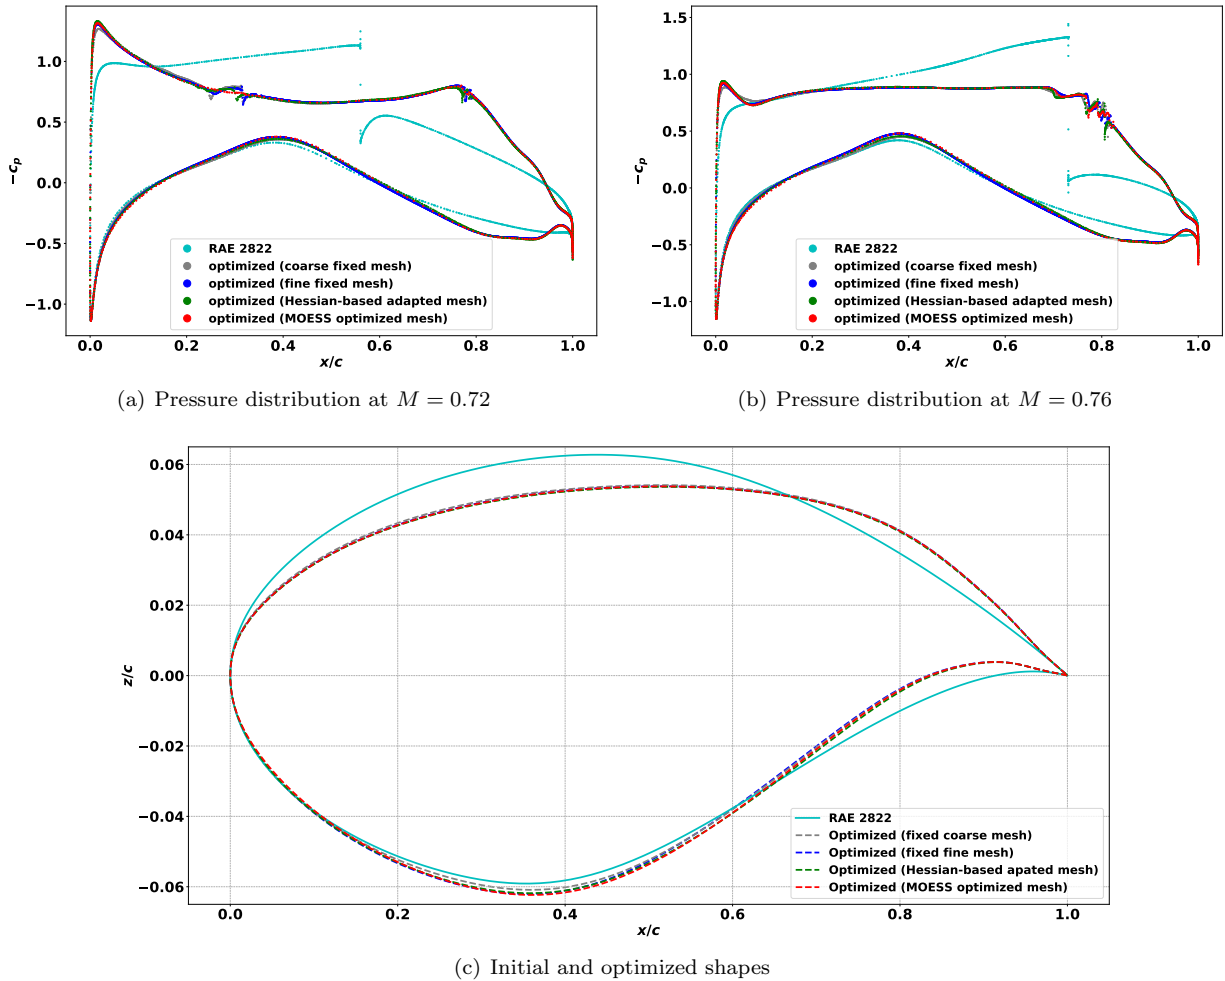 1.0
0.5
0.0
−0.5
−1.0
−cp
0.0 0.2 0.4 0.6 0.8 1.0
x/c
RAE 2822
optimized (coarse fixed mesh)
optimized (fine fixed mesh)
optimized (Hessian-based adapted mesh)
optimized (MOESS optimized mesh)
(a) Pressure distribution at M = 0.72
1.5
1.0
0.5
0.0
−0.5
−1.0
−cp
0.0 0.2 0.4 0.6 0.8 1.0
x/c
RAE 2822
optimized (coarse fixed mesh)
optimized (fine fixed mesh)
optimized (Hessian-based adapted mesh)
optimized (MOESS optimized mesh)
(b) Pressure distribution at M = 0.76
0.06
0.04
0.02
0.00
−0.02
−0.04
−0.06
z/c
0.0 0.2 0.4 0.6 0.8 1.0
x/c
RAE 2822
Optimized (fixed coarse mesh)
Optimized (fixed fine mesh)
Optimized (Hessian-based apated mesh)
Optimized (MOESS optimized mesh)
(c) Initial and optimized shapes